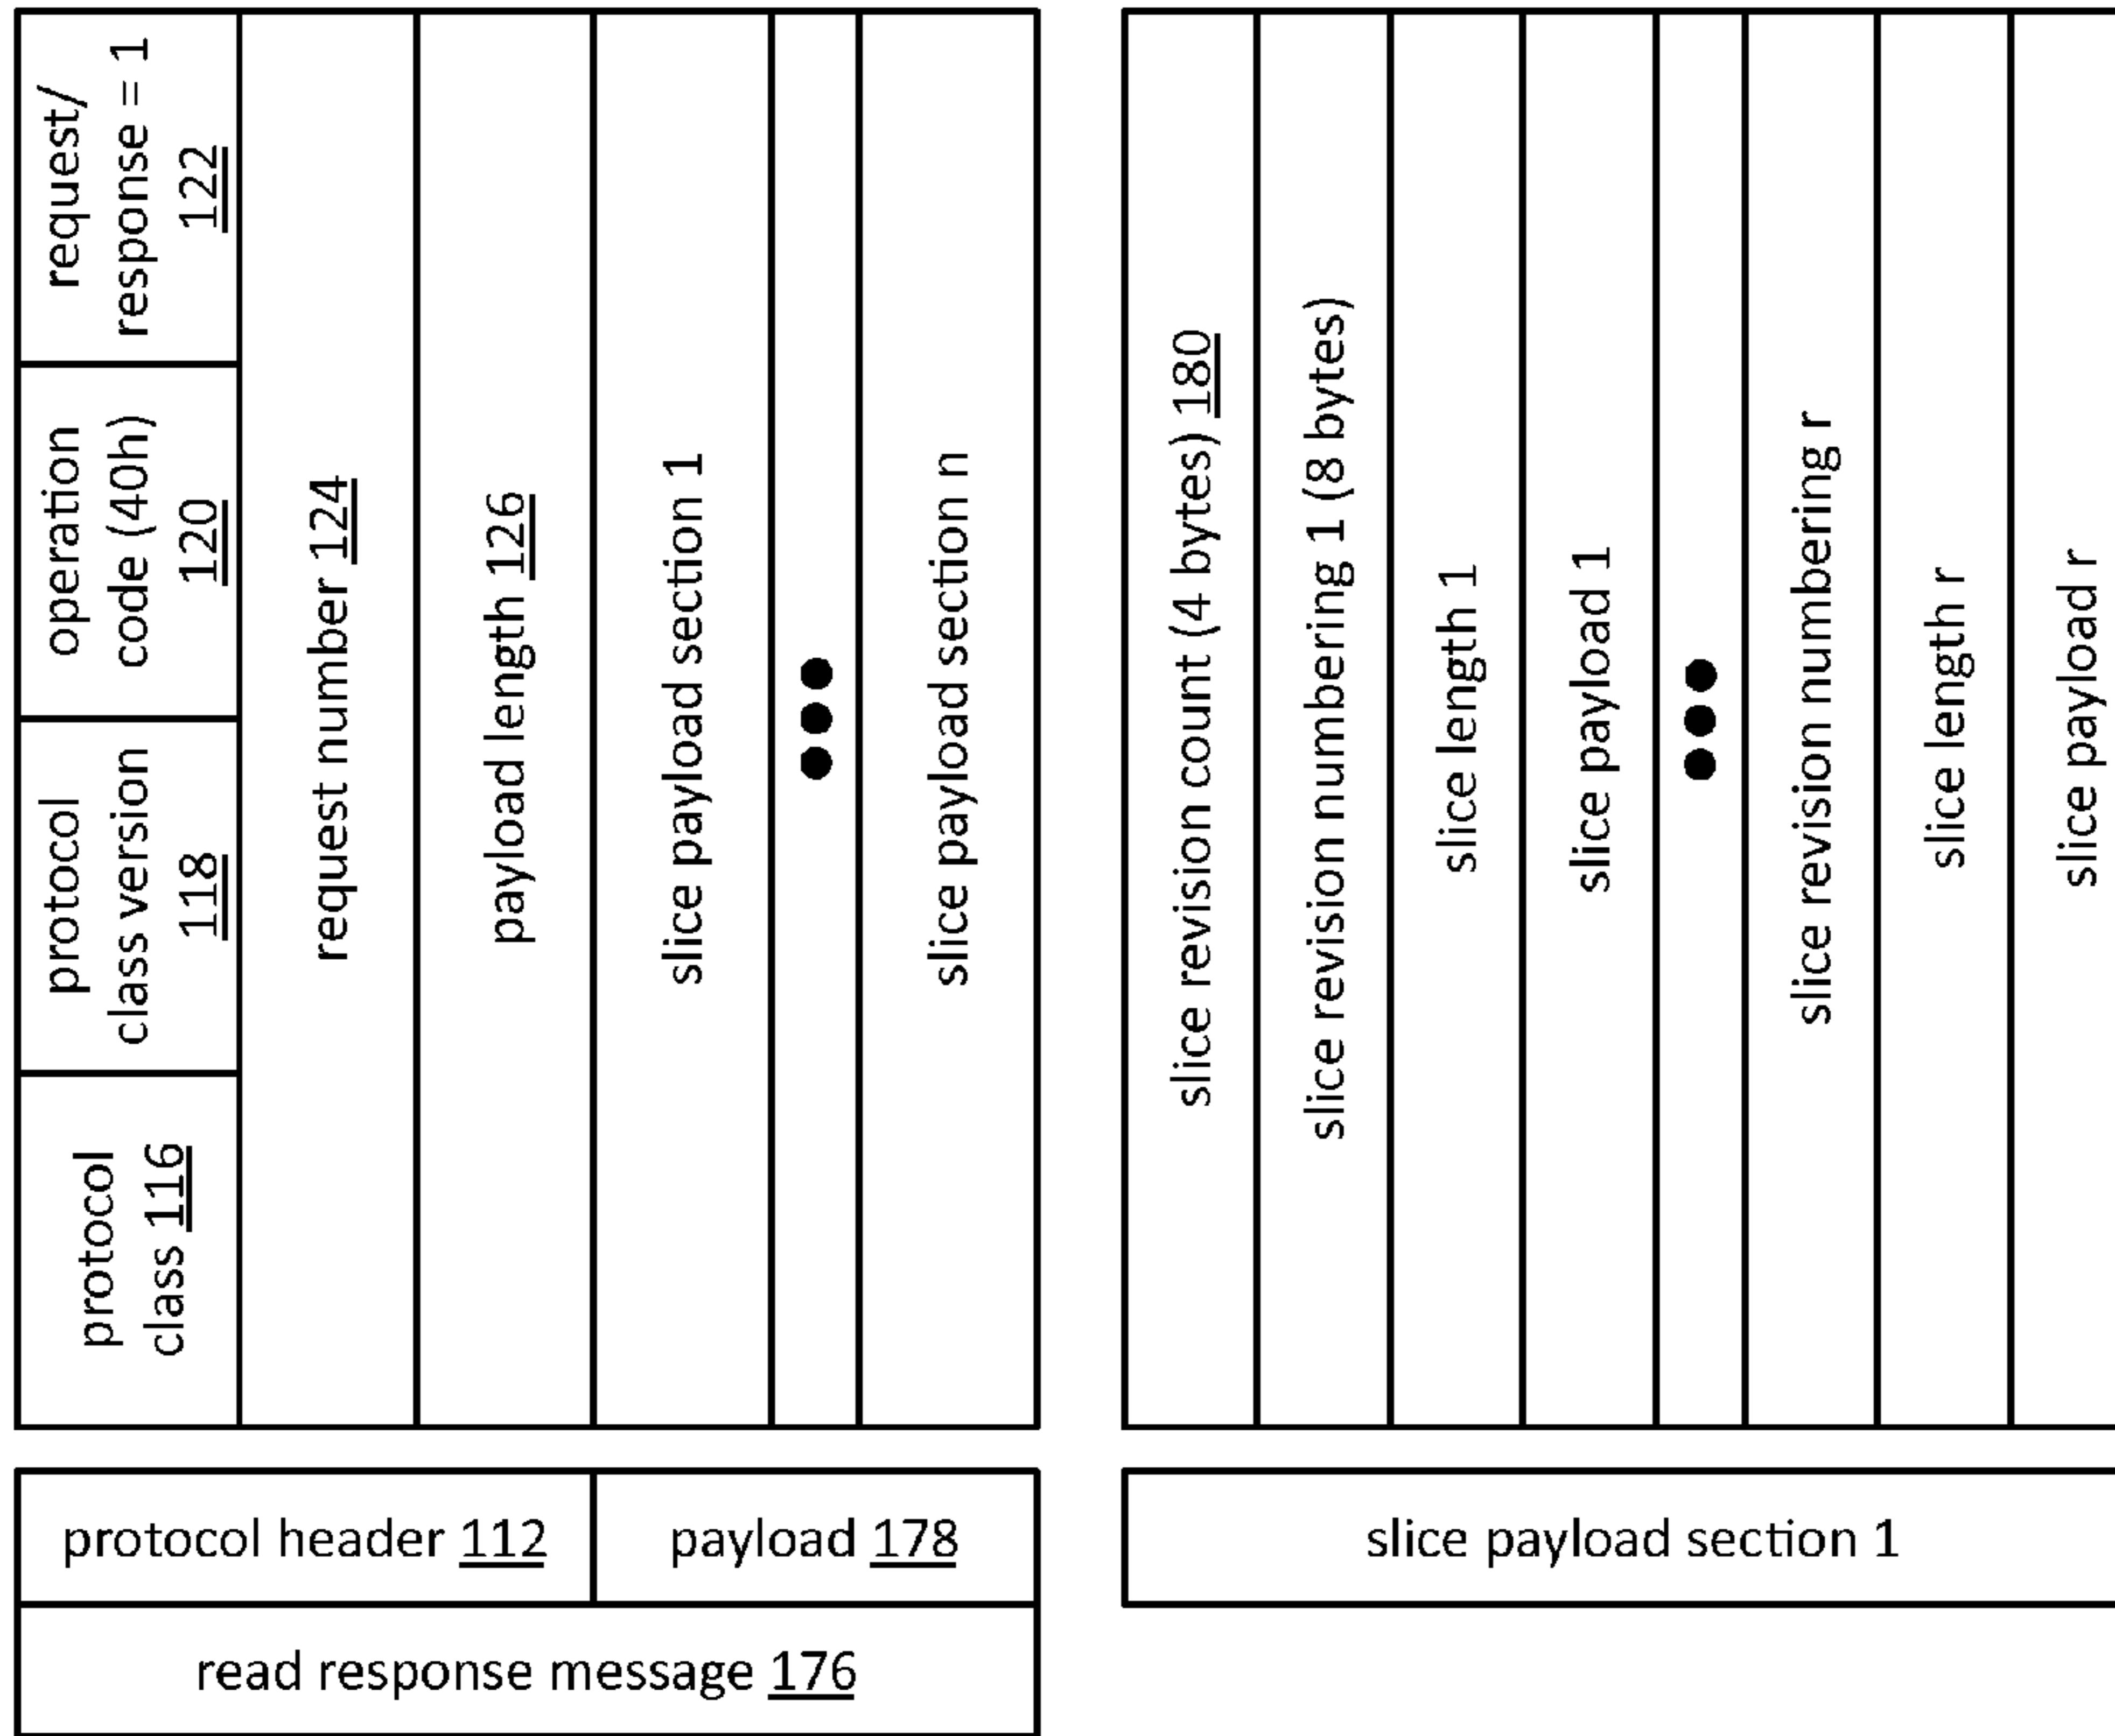 protocol
class 116
protocol
class version
118
operation
code (40h)
120
request/
response = 1
122
request number 124
payload length 126
slice payload section 1
slice payload section n
protocol header 112
payload 178
read response message 176
slice revision count (4 bytes) 180
slice revision numbering 1 (8 bytes)
slice length 1
slice payload 1
slice revision numbering r
slice length r
slice payload r
slice payload section 1